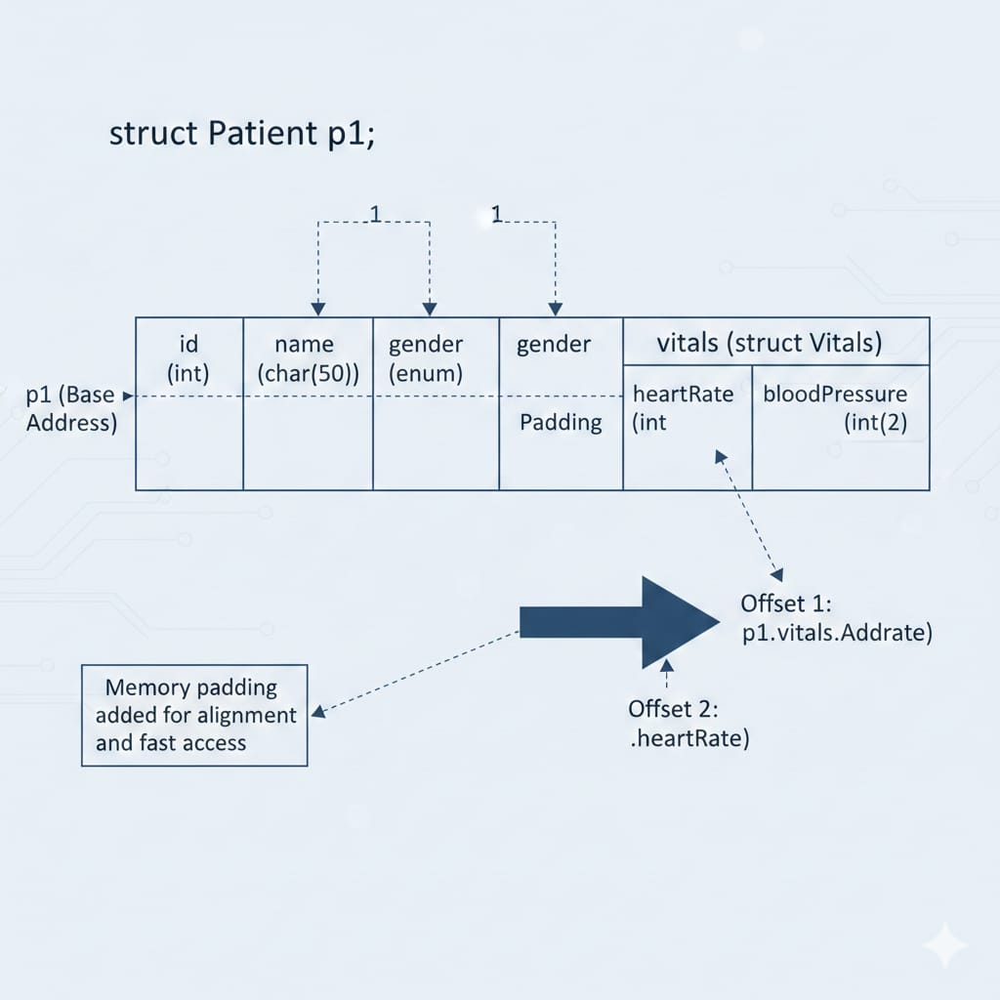 struct Patient p1;
1
1
id
(int)
name
(char(50))
gender
(enum)
gender
Padding
vitals (struct Vitals)
heartRate
(int
bloodPressure
(int(2)
p1 (Base
Address)
Offset 1:
p1.vitals.Addrate)
Offset 2:
.heartRate)
Memory padding
added for alignment
and fast access